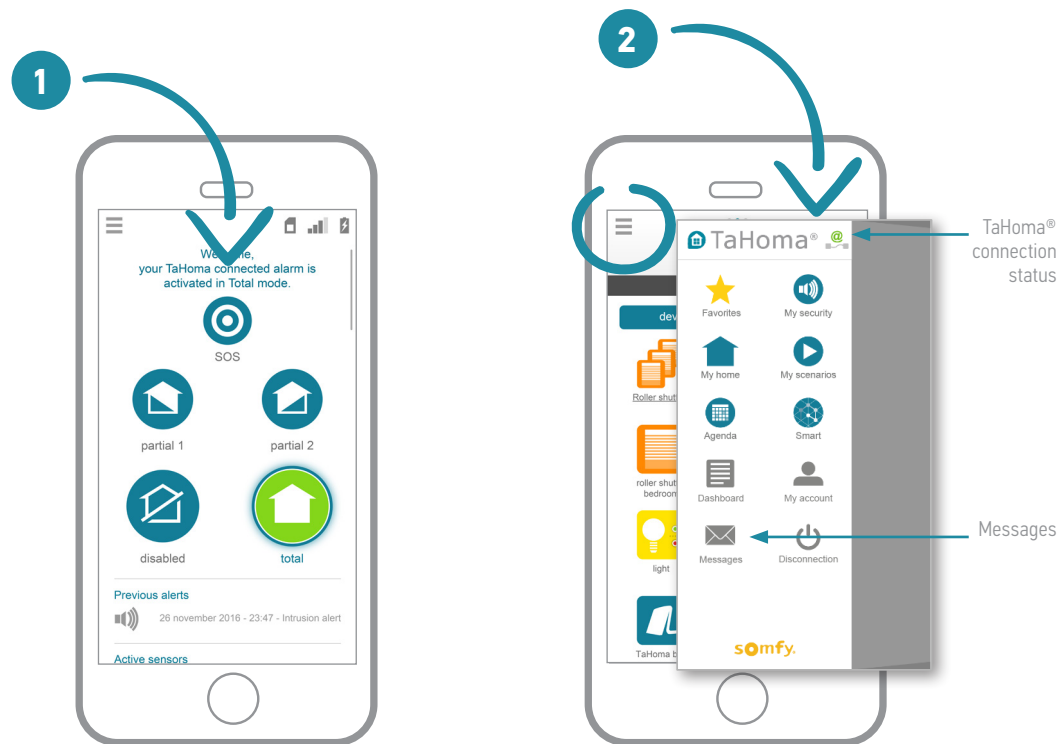 1
Welcome,
your TaHoma connected alarm is
activated in Total mode.
SOS
partial 1
partial 2
disabled
total
Previous alerts
26 november 2016 - 23:47 - Intrusion alert
Active sensors
2
TaHoma® @
TaHoma®
connection
status
dev
Favorites
My security
Roller shut
My home
My scenarios
Agenda
Smart
roller shut
bedroom
Dashboard
My account
light
Messages
Disconnection
Messages
TaHoma b
somfy.